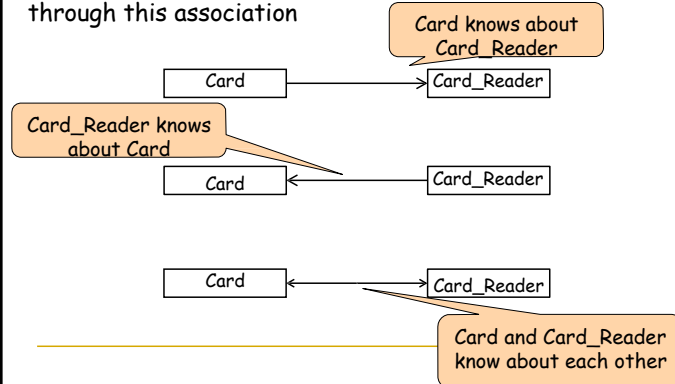 through this association
Card knows about
Card_Reader
Card
Card_Reader
Card_Reader knows
about Card
Card
Card_Reader
Card
Card_Reader
Card and Card_Reader
know about each other